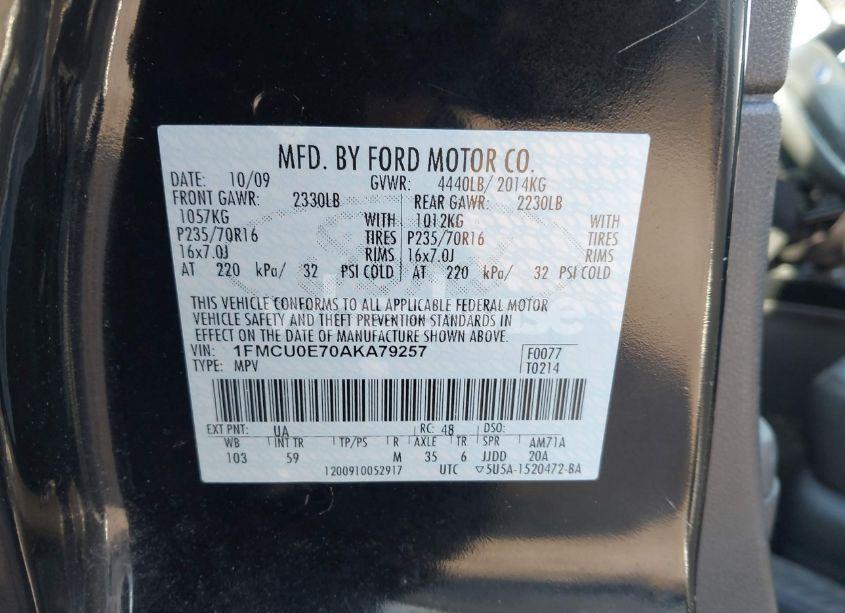 MFD. BY FORD MOTOR CO.
DATE: 10/09 GVWR: 4440LB/ 2014KG
FRONT GAWR: 2330LB REAR GAWR: 2230LB
1057KG WITH 1012KG WITH
P235/70R16 TIRES P235/70R16 TIRES
16x7.0J RIMS 16x7.0J RIMS
AT 220 kPa/ 32 PSI COLD AT 220 kPa/ 32 PSI COLD
THIS VEHICLE CONFORMS TO ALL APPLICABLE FEDERAL MOTOR
VEHICLE SAFETY AND THEFT PREVENTION STANDARDS IN
EFFECT ON THE DATE OF MANUFACTURE SHOWN ABOVE.
VIN: 1FMCU0E70AKA79257 F0077
TYPE: MPV T0214
EXT PNT: UA RC: 48 DSO:
WB INT TR TP/PS R AXLE TR SPR AM71A
103 59 M 35 6 JJDD 20A
1200910052917 UTC ▽5U5A-1520472-BA